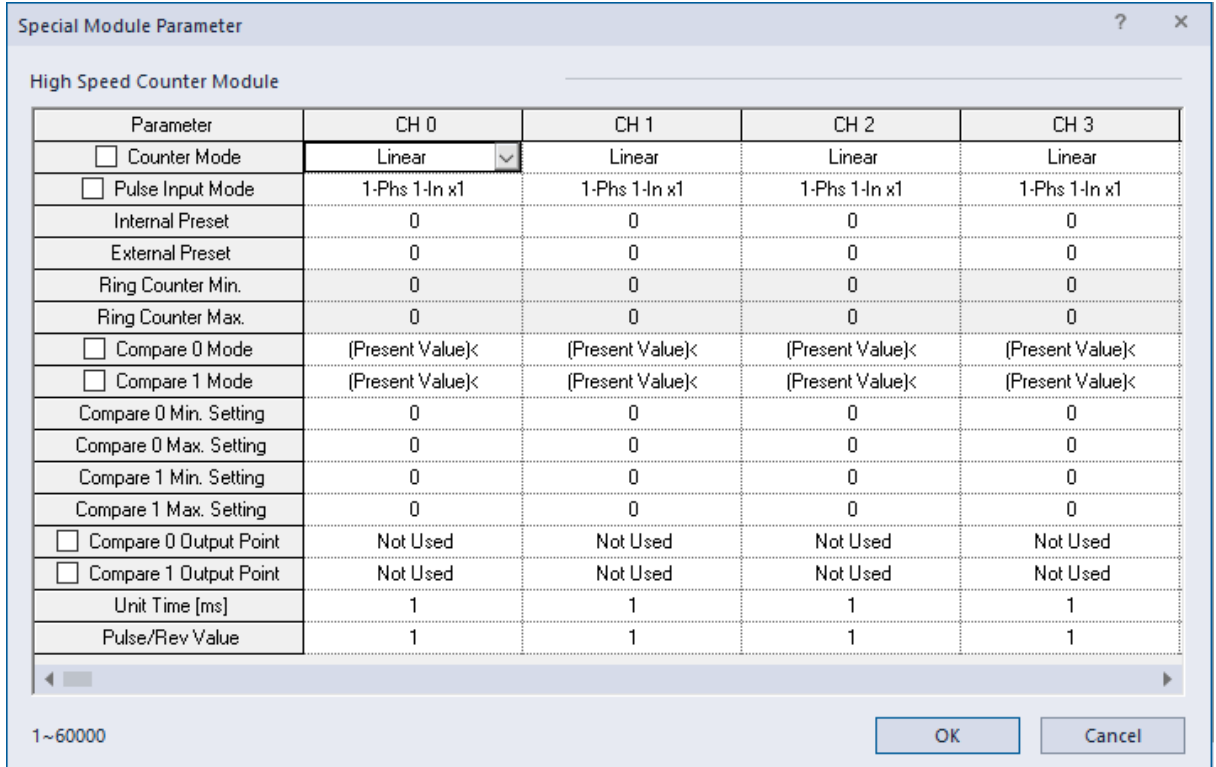 Special Module Parameter ? ×
High Speed Counter Module
Parameter CH 0 CH 1 CH 2 CH 3
Counter Mode Linear Linear Linear Linear
Pulse Input Mode 1-Phs 1-In x1 1-Phs 1-In x1 1-Phs 1-In x1 1-Phs 1-In x1
Internal Preset 0 0 0 0
External Preset 0 0 0 0
Ring Counter Min. 0 0 0 0
Ring Counter Max. 0 0 0 0
Compare 0 Mode (Present Value)< (Present Value)< (Present Value)< (Present Value)<
Compare 1 Mode (Present Value)< (Present Value)< (Present Value)< (Present Value)<
Compare 0 Min. Setting 0 0 0 0
Compare 0 Max. Setting 0 0 0 0
Compare 1 Min. Setting 0 0 0 0
Compare 1 Max. Setting 0 0 0 0
Compare 0 Output Point Not Used Not Used Not Used Not Used
Compare 1 Output Point Not Used Not Used Not Used Not Used
Unit Time [ms] 1 1 1 1
Pulse/Rev Value 1 1 1 1
1~60000 OK Cancel